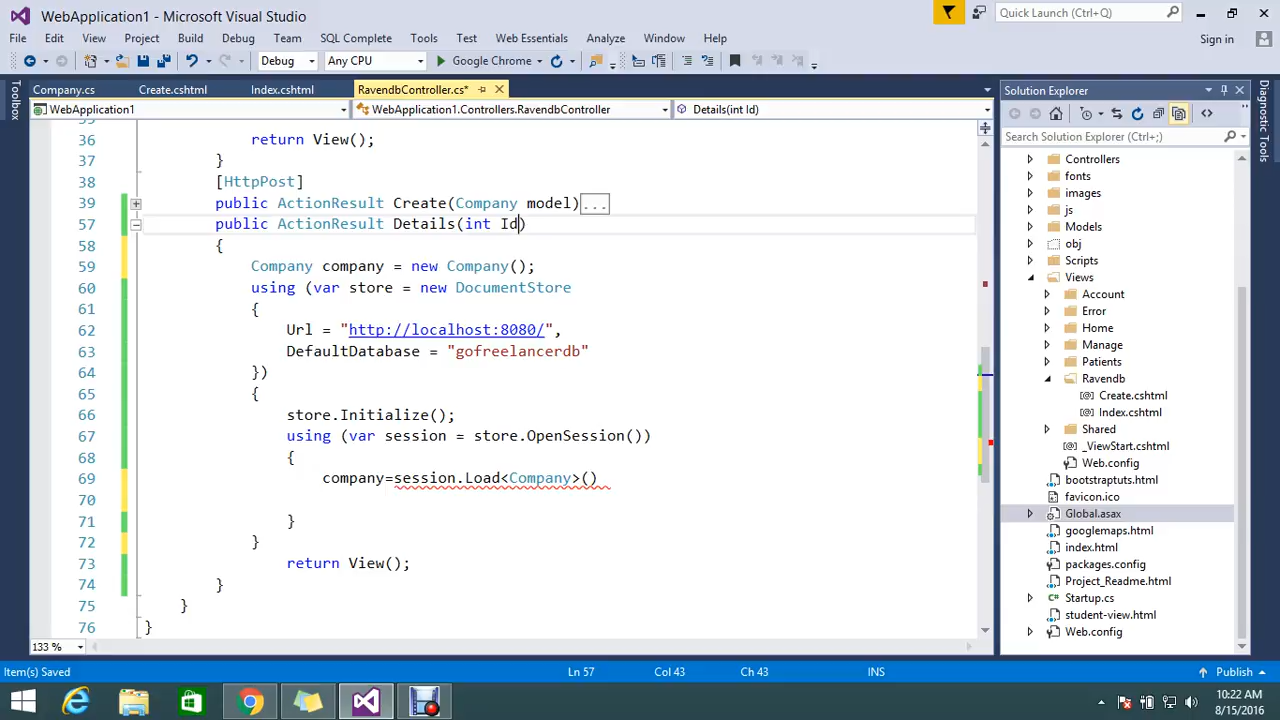 WebApplication1 - Microsoft Visual Studio
Quick Launch (Ctrl+Q)
File Edit View Project Build Debug Team SQL Complete Tools Test Web Essentials Analyze Window Help
Sign in
Debug Any CPU Google Chrome
Toolbox
Company.cs Create.cshtml Index.cshtml RavendbController.cs*
WebApplication1 WebApplication1.Controllers.RavendbController Details(int Id)
35
36 return View();
37 }
38 [HttpPost]
39 public ActionResult Create(Company model)...
57 public ActionResult Details(int Id)
58 {
59 Company company = new Company();
60 using (var store = new DocumentStore
61 {
62 Url = "http://localhost:8080/",
63 DefaultDatabase = "gofreelancerdb"
64 })
65 {
66 store.Initialize();
67 using (var session = store.OpenSession())
68 {
69 company=session.Load<Company>()
70
71 }
72 }
73 return View();
74 }
75 }
76 }
133 %
Solution Explorer
Search Solution Explorer (Ctrl+;)
Controllers
fonts
images
js
Models
obj
Scripts
Views
Account
Error
Home
Manage
Patients
Ravendb
Create.cshtml
Index.cshtml
Shared
_ViewStart.cshtml
Web.config
bootstraptuts.html
favicon.ico
Global.asax
googlemaps.html
index.html
packages.config
Project_Readme.html
Startup.cs
student-view.html
Web.config
Diagnostic Tools
Item(s) Saved Ln 57 Col 43 Ch 43 INS Publish
10:22 AM
8/15/2016